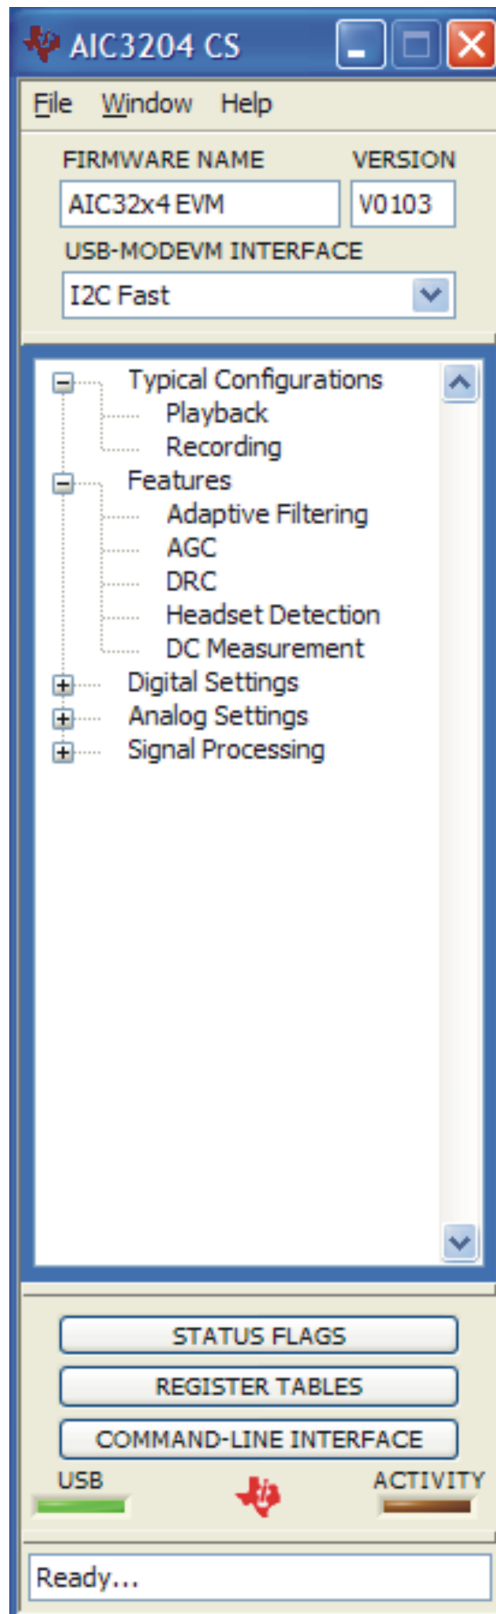 AIC3204 CS
File Window Help
FIRMWARE NAME VERSION
AIC32x4 EVM V0103
USB-MODEVM INTERFACE
I2C Fast
Typical Configurations
Playback
Recording
Features
Adaptive Filtering
AGC
DRC
Headset Detection
DC Measurement
Digital Settings
Analog Settings
Signal Processing
STATUS FLAGS
REGISTER TABLES
COMMAND-LINE INTERFACE
USB ACTIVITY
Ready...